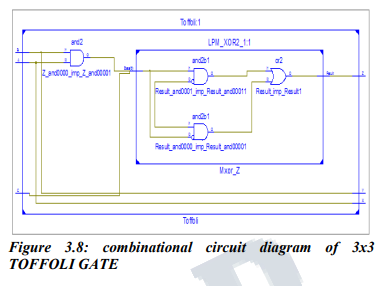 Toffoli:1
and2
LPM_XOR2_1:1
Z_and0000_imp_Z_and00001
and2b1
or2
Result_and0001_imp_Result_and00011
Result_imp_Result1
and2b1
Result_and0000_imp_Result_and00001
Mxor_Z
Toffoli
Figure 3.8: combinational circuit diagram of 3x3
TOFFOLI GATE